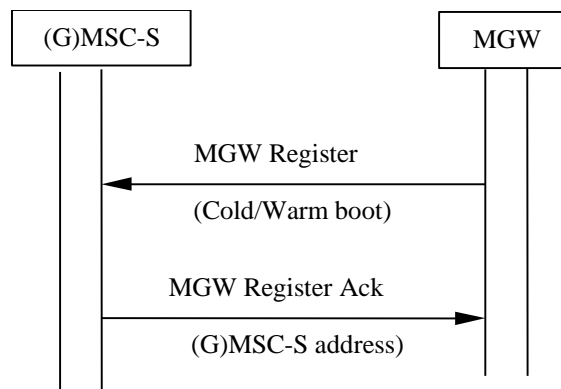 (G)MSC-S
MGW
MGW Register
(Cold/Warm boot)
MGW Register Ack
(G)MSC-S address)